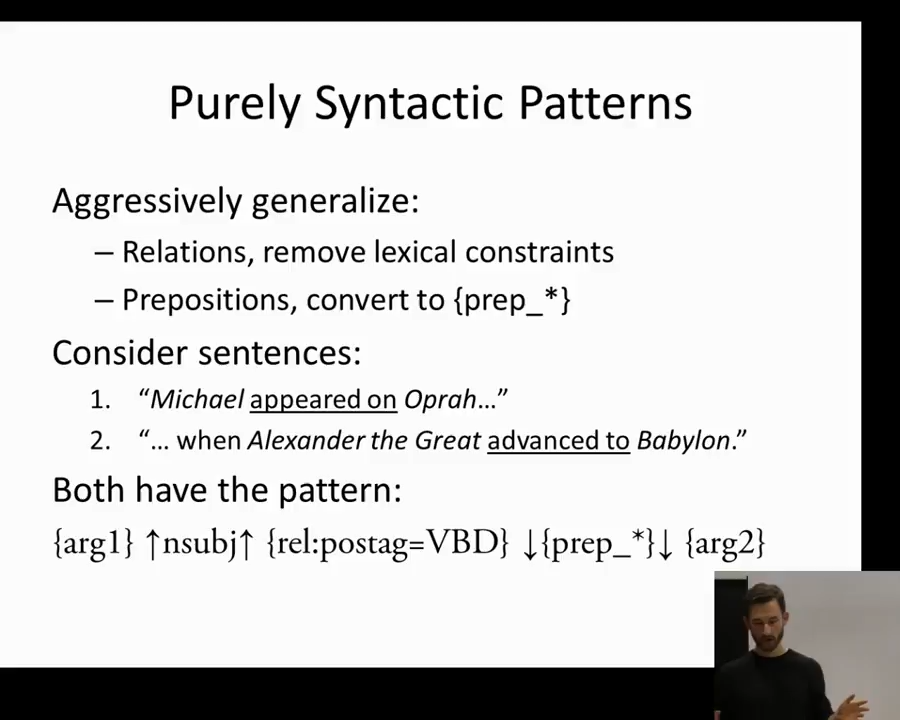 Purely Syntactic Patterns
Aggressively generalize:
– Relations, remove lexical constraints
– Prepositions, convert to {prep_*}
Consider sentences:
1. “Michael appeared on Oprah…”
2. “… when Alexander the Great advanced to Babylon.”
Both have the pattern:
{arg1} ↑nsubj↑ {rel:postag=VBD} ↓{prep_*}↓ {arg2}